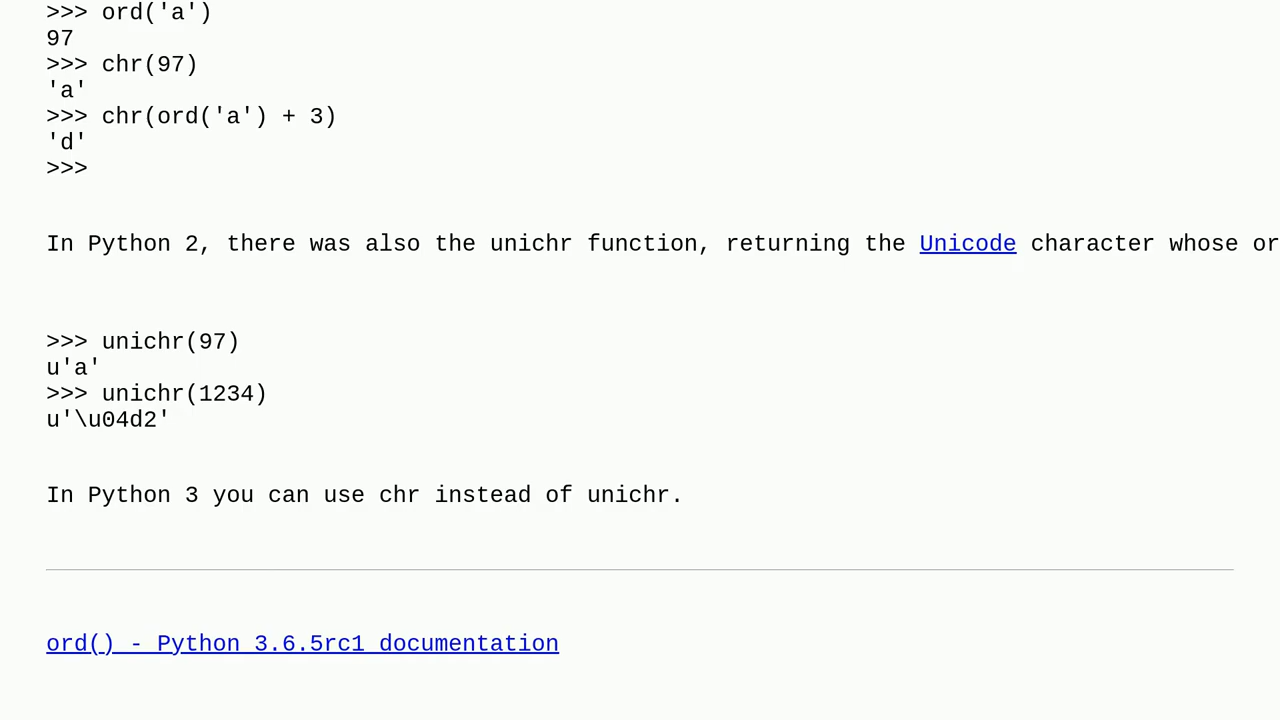 >>> ord('a')
97
>>> chr(97)
'a'
>>> chr(ord('a') + 3)
'd'
>>>
In Python 2, there was also the unichr function, returning the Unicode character whose or
>>> unichr(97)
u'a'
>>> unichr(1234)
u'\u04d2'
In Python 3 you can use chr instead of unichr.
ord() - Python 3.6.5rc1 documentation